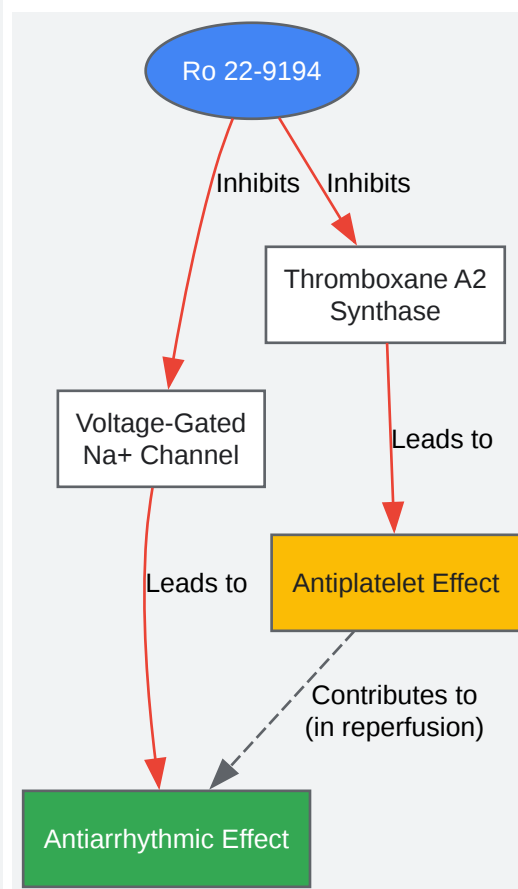 Ro 22-9194
Inhibits
Inhibits
Thromboxane A2
Synthase
Voltage-Gated
Na+ Channel
Leads to
Antiplatelet Effect
Leads to
Contributes to
(in reperfusion)
Antiarrhythmic Effect